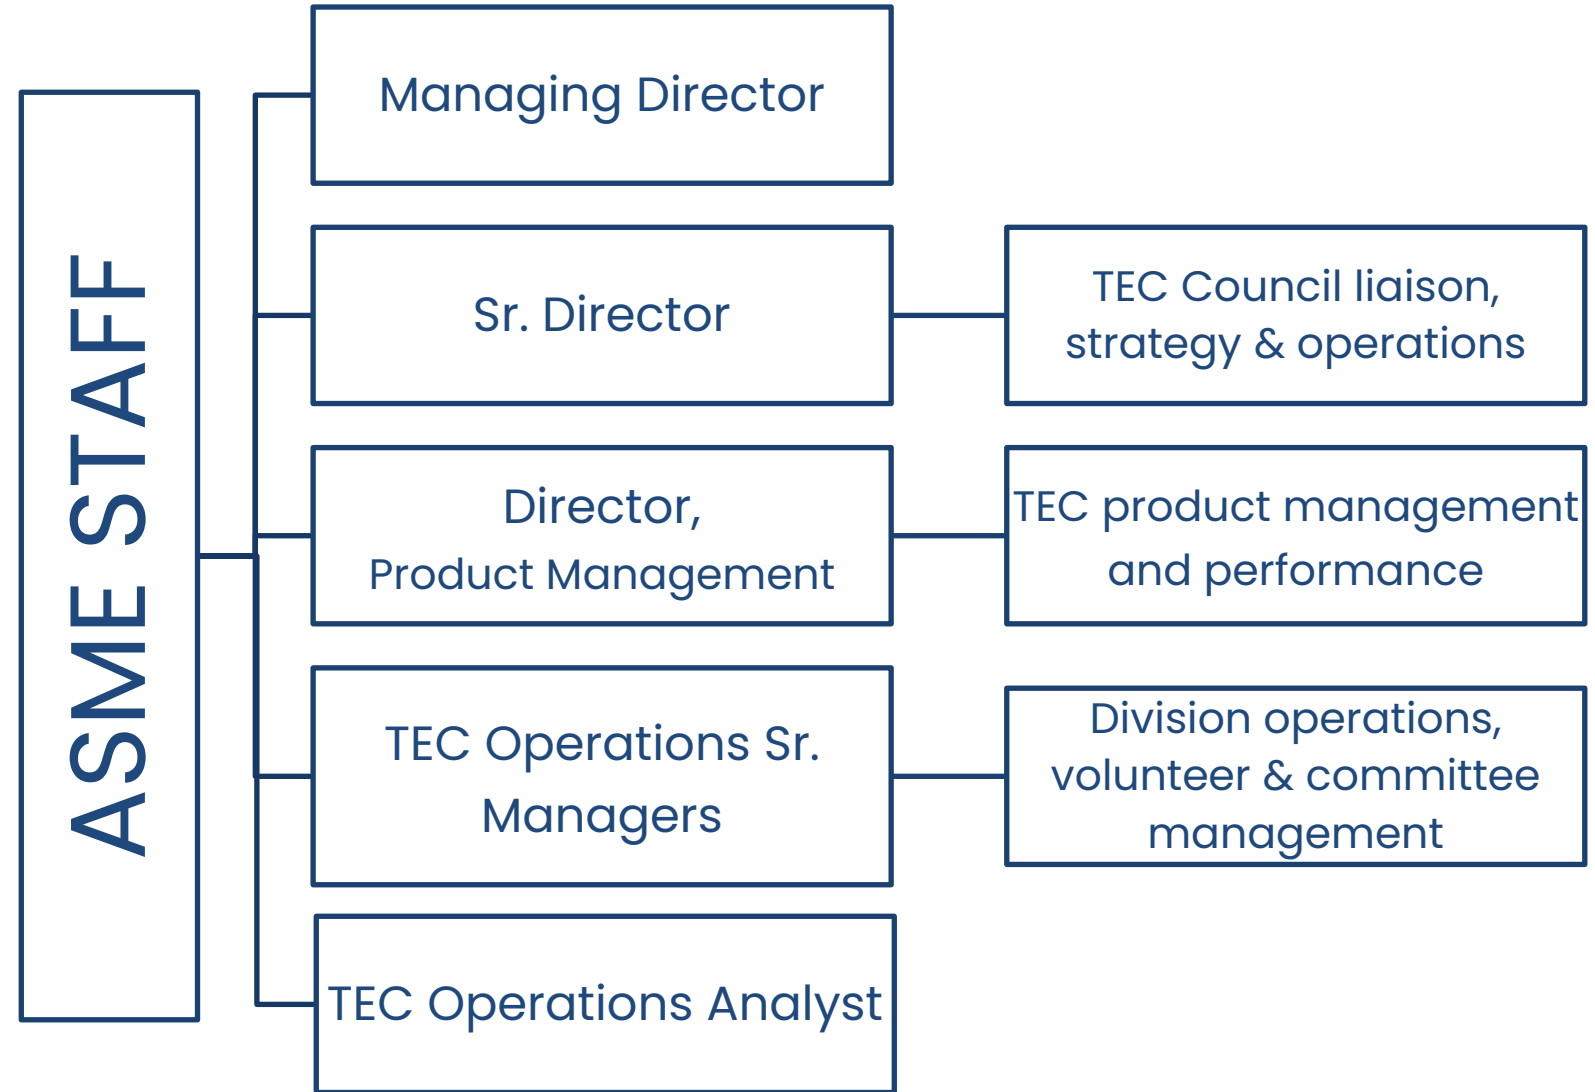 ASME STAFF
Managing Director
Sr. Director
TEC Council liaison,
strategy & operations
Director,
Product Management
TEC product management
and performance
TEC Operations Sr.
Managers
Division operations,
volunteer & committee
management
TEC Operations Analyst